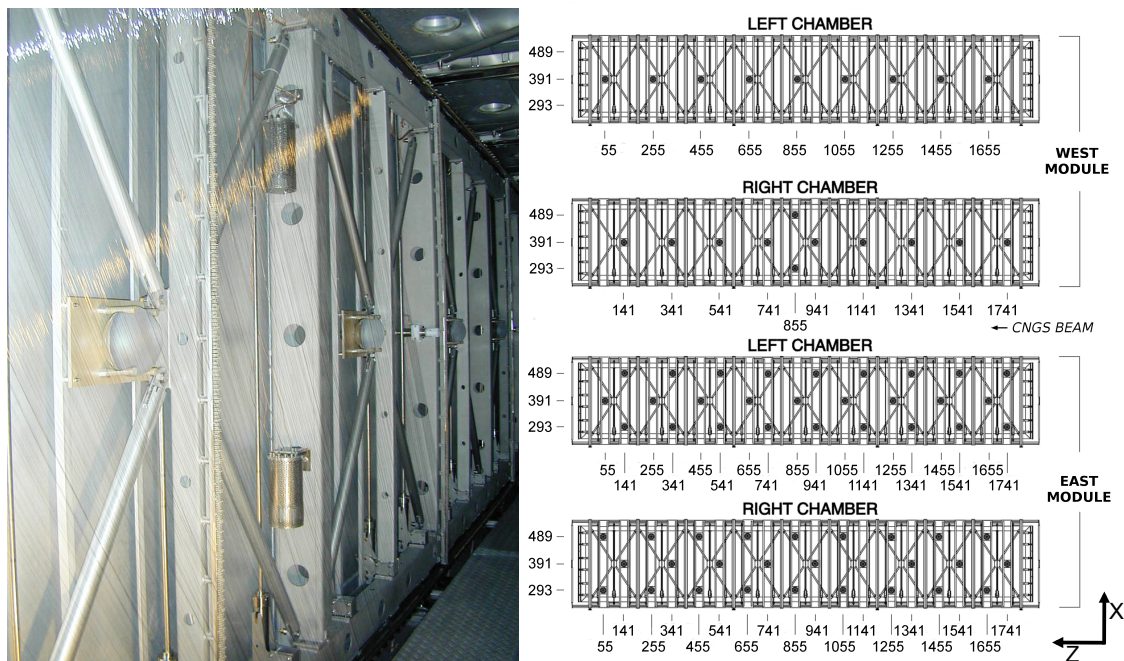 LEFT CHAMBER
489
391
293
55 255 455 655 855 1055 1255 1455 1655
WEST
MODULE
RIGHT CHAMBER
489
391
293
141 341 541 741 941 1141 1341 1541 1741
855
CNGS BEAM
LEFT CHAMBER
489
391
293
55 255 455 655 855 1055 1255 1455 1655
141 341 541 741 941 1141 1341 1541 1741
EAST
MODULE
RIGHT CHAMBER
489
391
293
141 341 541 741 941 1141 1341 1541 1741
55 255 455 655 855 1055 1255 1455 1655
X
Z